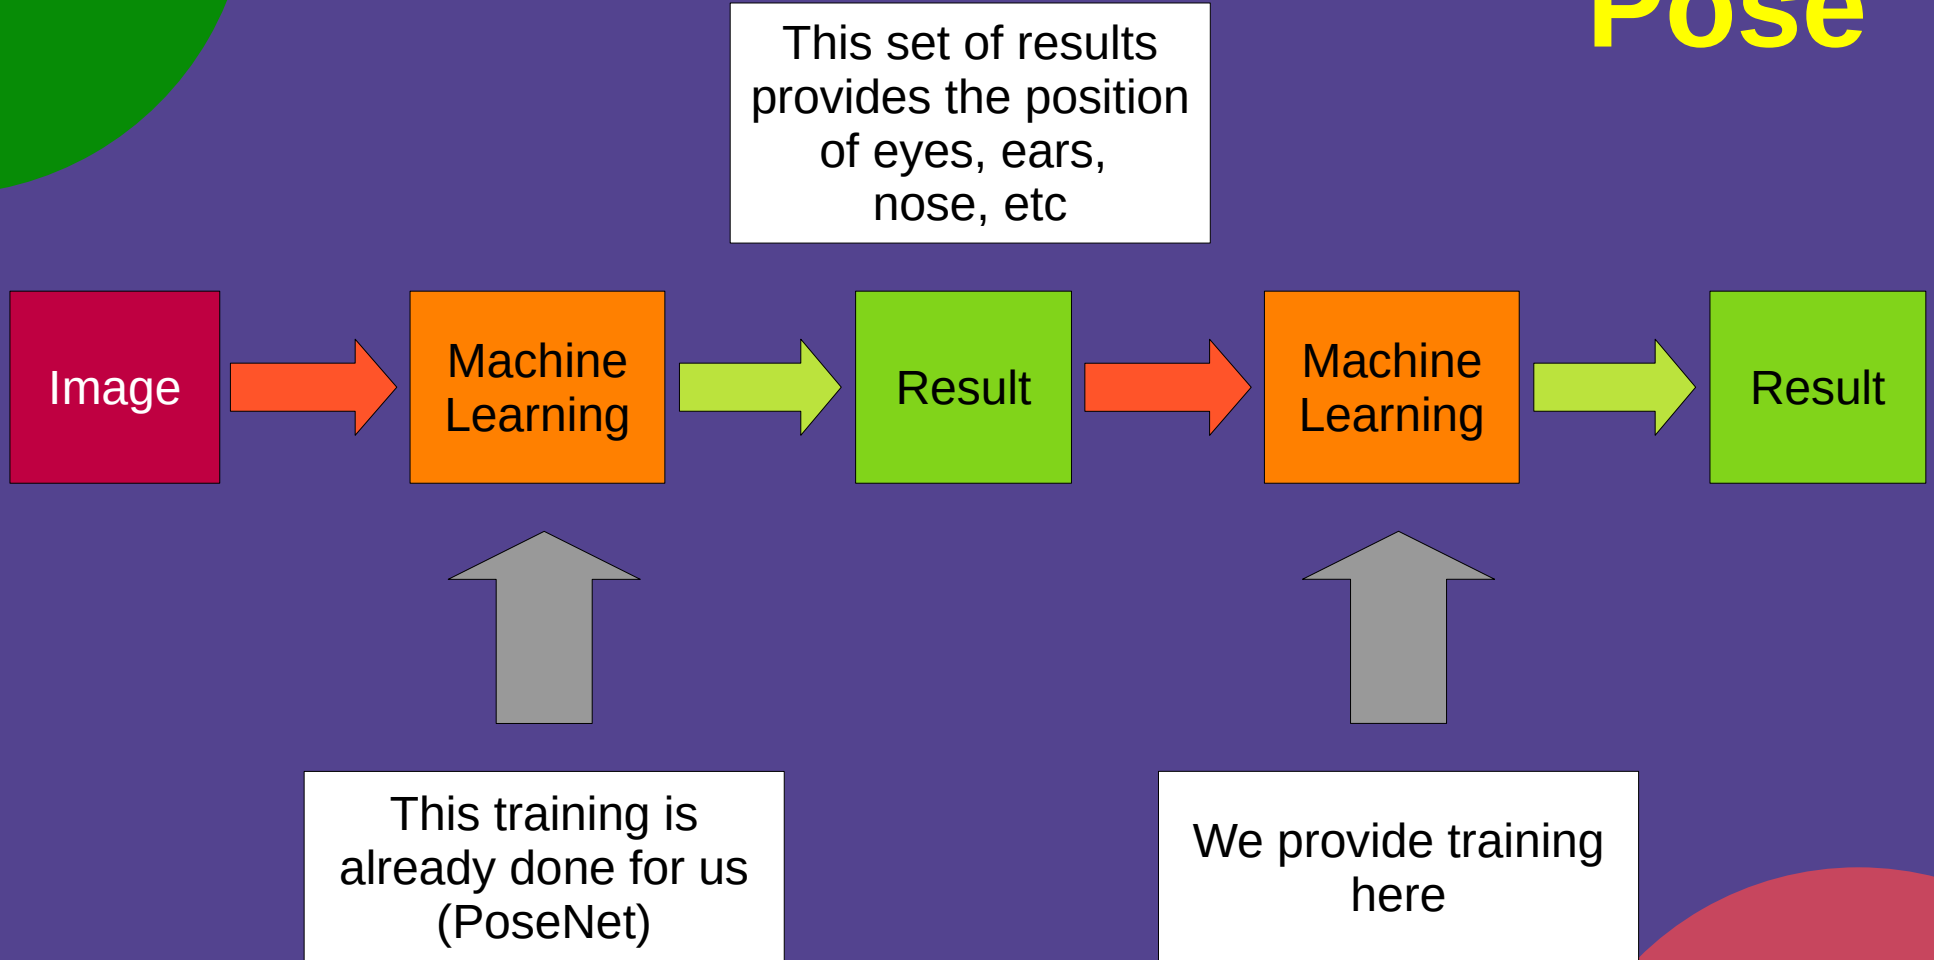 Pose
This set of results
provides the position
of eyes, ears,
nose, etc
Image
Machine
Learning
Result
Machine
Learning
Result
This training is
already done for us
(PoseNet)
We provide training
here